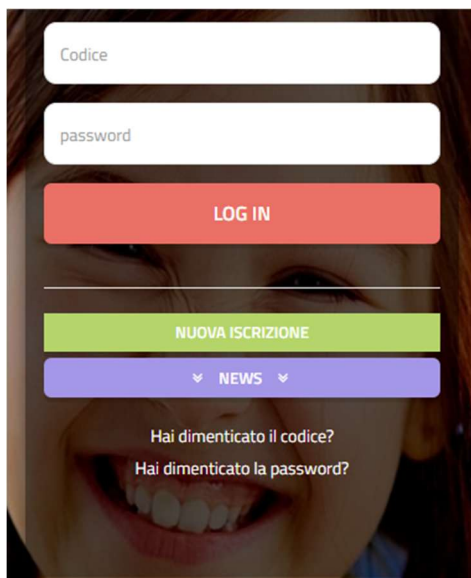 Codice
password
LOG IN
NUOVA ISCRIZIONE
NEWS
Hai dimenticato il codice?
Hai dimenticato la password?